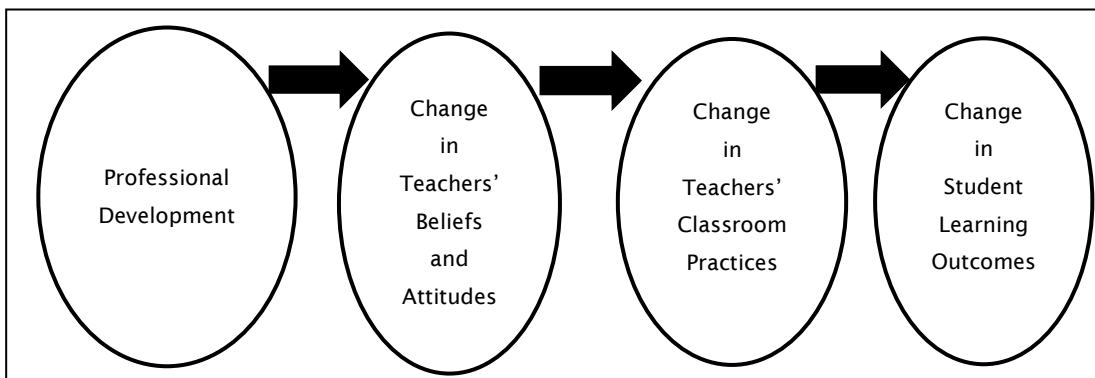 Professional
Development
Change
in
Teachers’
Beliefs
and
Attitudes
Change
in
Teachers’
Classroom
Practices
Change
in
Student
Learning
Outcomes